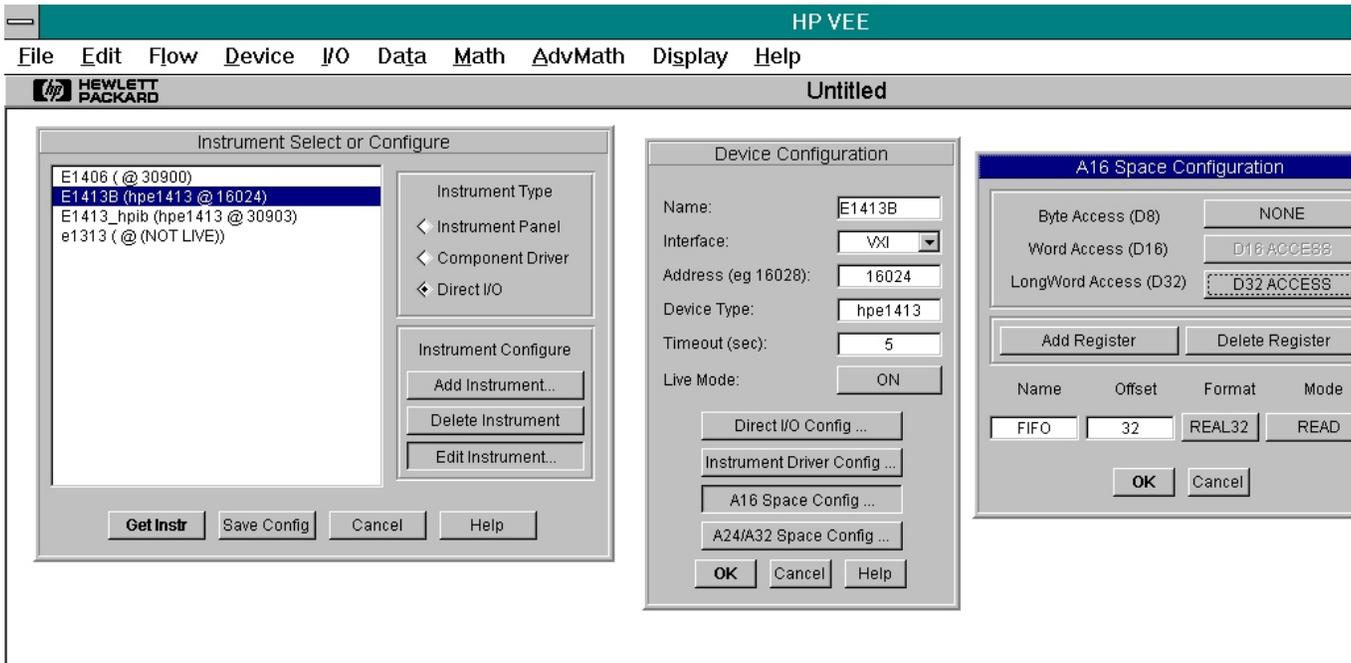 HP VEE
File Edit Flow Device I/O Data Math AdvMath Display Help
hp HEWLETT PACKARD
Untitled
Instrument Select or Configure
E1406 ( @ 30900)
E1413B (hpe1413 @ 16024)
E1413_hpib (hpe1413 @ 30903)
e1313 ( @ (NOT LIVE))
Instrument Type
Instrument Panel
Component Driver
Direct I/O
Instrument Configure
Add Instrument...
Delete Instrument
Edit Instrument...
Get Instr Save Config Cancel Help
Device Configuration
Name: E1413B
Interface: VXI
Address (eg 16028): 16024
Device Type: hpe1413
Timeout (sec): 5
Live Mode: ON
Direct I/O Config ...
Instrument Driver Config ...
A16 Space Config ...
A24/A32 Space Config ...
OK Cancel Help
A16 Space Configuration
Byte Access (D8) NONE
Word Access (D16) D16 ACCESS
LongWord Access (D32) D32 ACCESS
Add Register Delete Register
Name Offset Format Mode
FIFO 32 REAL32 READ
OK Cancel